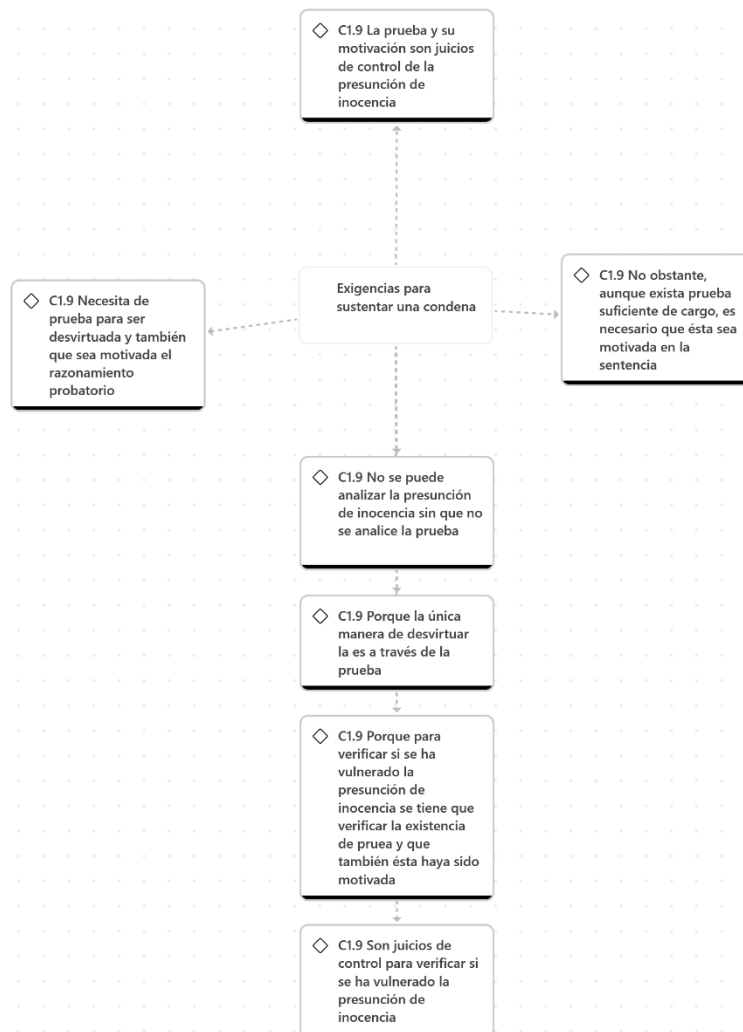 C1.9 La prueba y su
motivación son juicios
de control de la
presunción de
inocencia
Exigencias para
sustentar una condena
C1.9 No obstante,
aunque exista prueba
suficiente de cargo, es
necesario que ésta sea
motivada en la
sentencia
C1.9 Necesita de
prueba para ser
desvirtuada y también
que sea motivada el
razonamiento
probatorio
C1.9 No se puede
analizar la presunción
de inocencia sin que no
se analice la prueba
C1.9 Porque la única
manera de desvirtuar
la es a través de la
prueba
C1.9 Porque para
verificar si se ha
vulnerado la
presunción de
inocencia se tiene que
verificar la existencia
de pruea y que
también ésta haya sido
motivada
C1.9 Son juicios de
control para verificar si
se ha vulnerado la
presunción de
inocencia